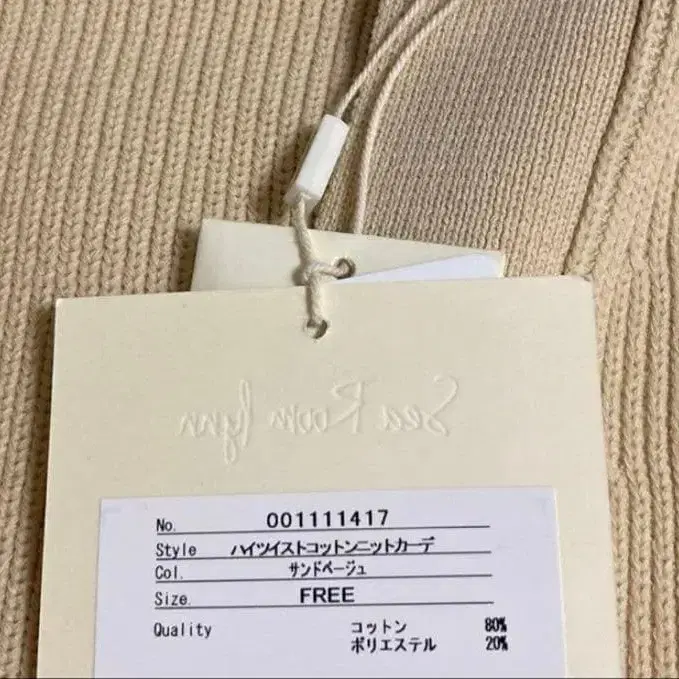 Sea Room lynn
No. 001111417
Style ハイツイストコットンニットカーデ
Col. サンドベージュ
Size. FREE
Quality コットン 80%
ポリエステル 20%